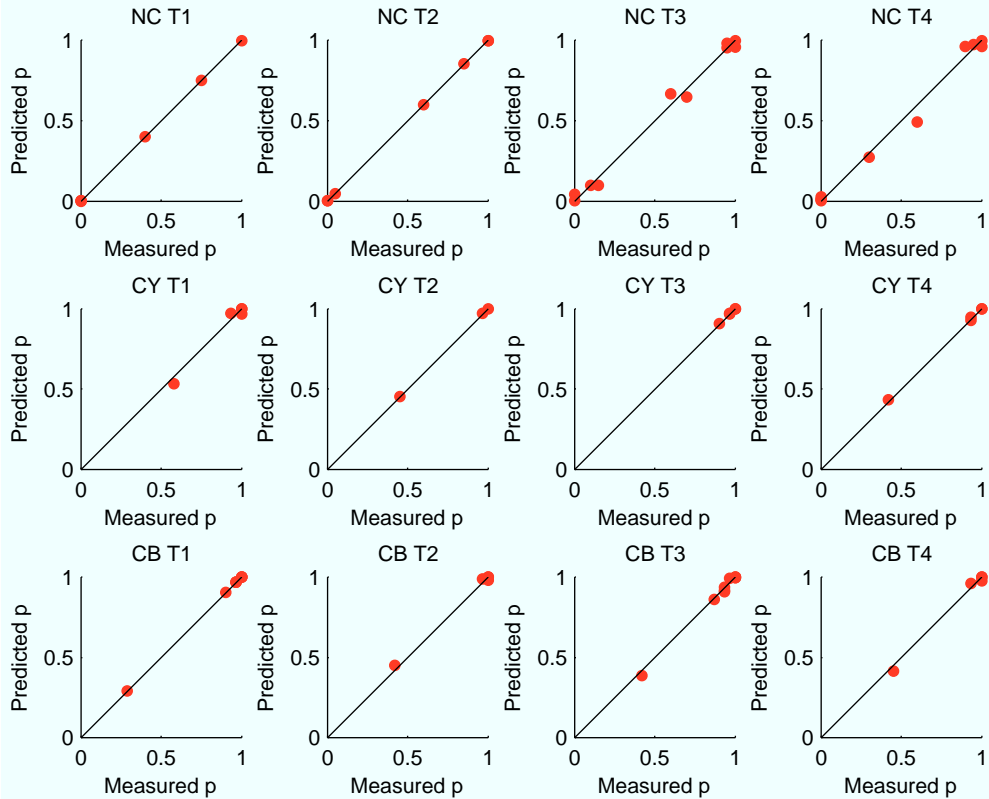 NC T1
1
0.5
0
Predicted p
0 0.5 1
Measured p
NC T2
1
0.5
0
Predicted p
0 0.5 1
Measured p
NC T3
1
0.5
0
Predicted p
0 0.5 1
Measured p
NC T4
1
0.5
0
Predicted p
0 0.5 1
Measured p
CY T1
1
0.5
0
Predicted p
0 0.5 1
Measured p
CY T2
1
0.5
0
Predicted p
0 0.5 1
Measured p
CY T3
1
0.5
0
Predicted p
0 0.5 1
Measured p
CY T4
1
0.5
0
Predicted p
0 0.5 1
Measured p
CB T1
1
0.5
0
Predicted p
0 0.5 1
Measured p
CB T2
1
0.5
0
Predicted p
0 0.5 1
Measured p
CB T3
1
0.5
0
Predicted p
0 0.5 1
Measured p
CB T4
1
0.5
0
Predicted p
0 0.5 1
Measured p